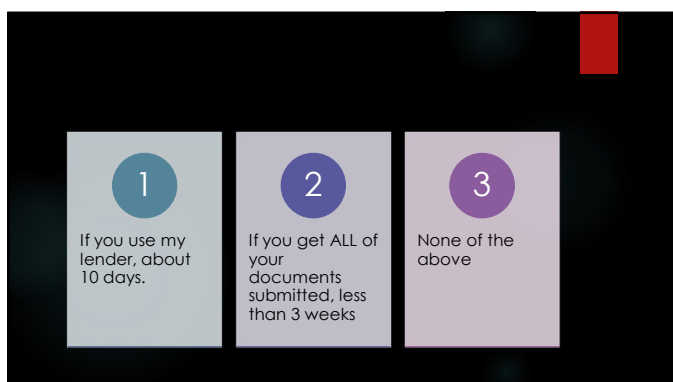 1
If you use my
lender, about
10 days.
2
If you get ALL of
your
documents
submitted, less
than 3 weeks
3
None of the
above